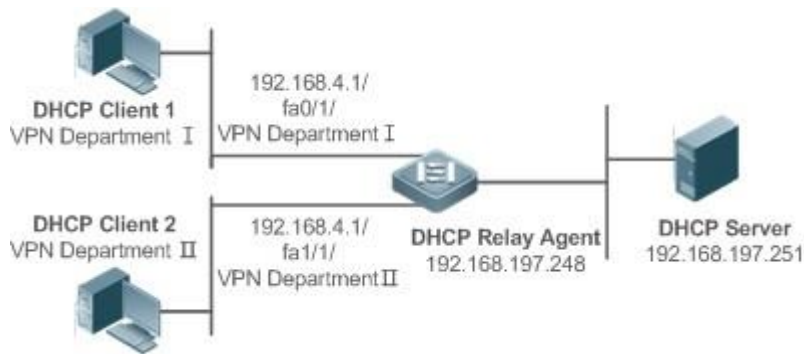 DHCP Client 1
VPN Department Ⅰ
192.168.4.1/
fa0/1/
VPN Department Ⅰ
DHCP Client 2
VPN Department Ⅱ
192.168.4.1/
fa1/1/
VPN DepartmentⅡ
DHCP Relay Agent
192.168.197.248
DHCP Server
192.168.197.251